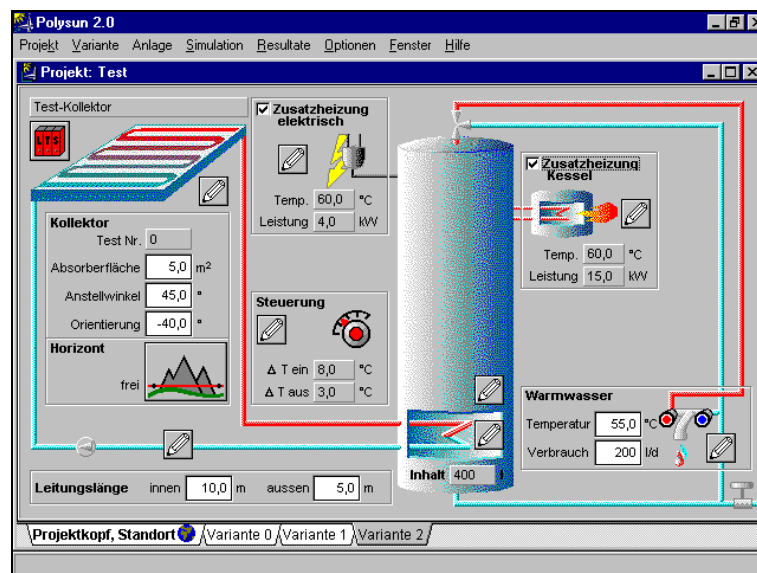 Polysun 2.0
Projekt Variante Anlage Simulation Resultate Optionen Fenster Hilfe
Projekt: Test
Test-Kollektor
LTS
Kollektor
Test Nr. 0
Absorberfläche 5,0 m²
Anstellwinkel 45,0 °
Orientierung -40,0 °
Horizont
frei
Zusatzheizung
elektrisch
Temp. 60,0 °C
Leistung 4,0 kW
Steuerung
Δ T ein 8,0 °C
Δ T aus 3,0 °C
Zusatzheizung
Kessel
Temp. 60,0 °C
Leistung 15,0 kW
Warmwasser
Temperatur 55,0 °C
Verbrauch 200 l/d
Inhalt 400 l
Leitungslänge innen 10,0 m aussen 5,0 m
Projektkopf, Standort Variante 0 Variante 1 Variante 2